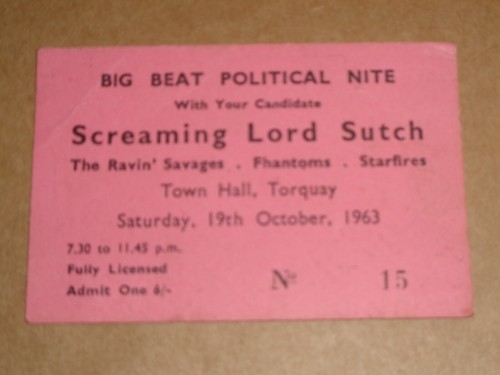 BIG BEAT POLITICAL NITE
With Your Candidate
Screaming Lord Sutch
The Ravin' Savages . Fhantoms . Starfires
Town Hall, Torquay
Saturday, 19th October, 1963
7.30 to 11.45 p.m.
Fully Licensed
Admit One 6/-
Nº 15